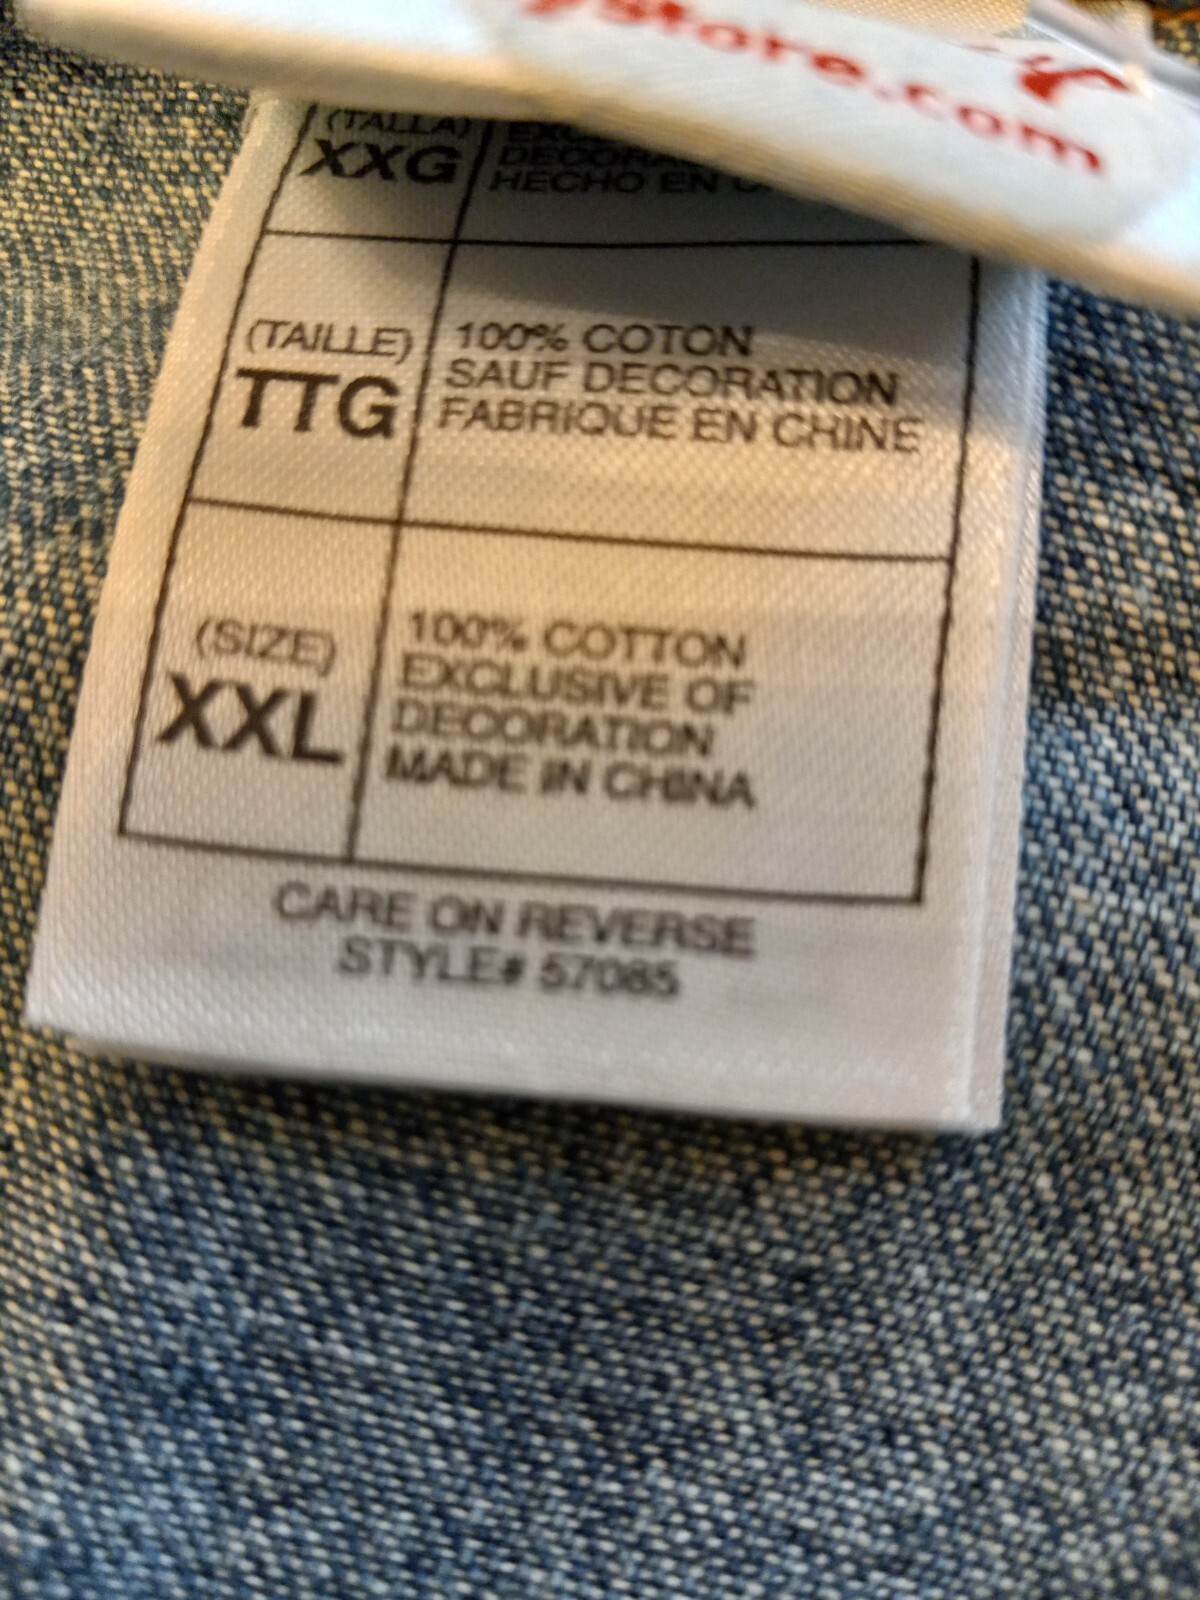 store.com
(TALLA)
XXG
HECHO EN
(TAILLE)
TTG
100% COTON
SAUF DECORATION
FABRIQUE EN CHINE
(SIZE)
XXL
100% COTTON
EXCLUSIVE OF
DECORATION
MADE IN CHINA
CARE ON REVERSE
STYLE# 57085